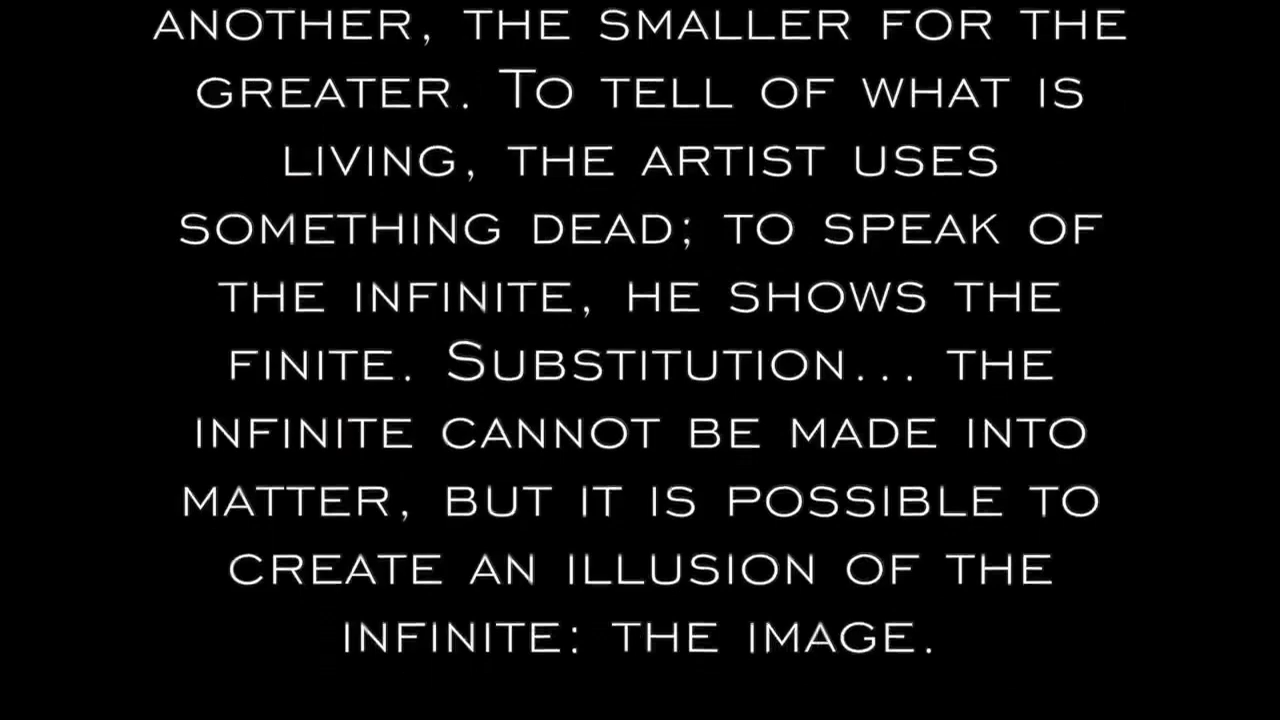 ANOTHER, THE SMALLER FOR THE
GREATER. TO TELL OF WHAT IS
LIVING, THE ARTIST USES
SOMETHING DEAD; TO SPEAK OF
THE INFINITE, HE SHOWS THE
FINITE. SUBSTITUTION... THE
INFINITE CANNOT BE MADE INTO
MATTER, BUT IT IS POSSIBLE TO
CREATE AN ILLUSION OF THE
INFINITE: THE IMAGE.